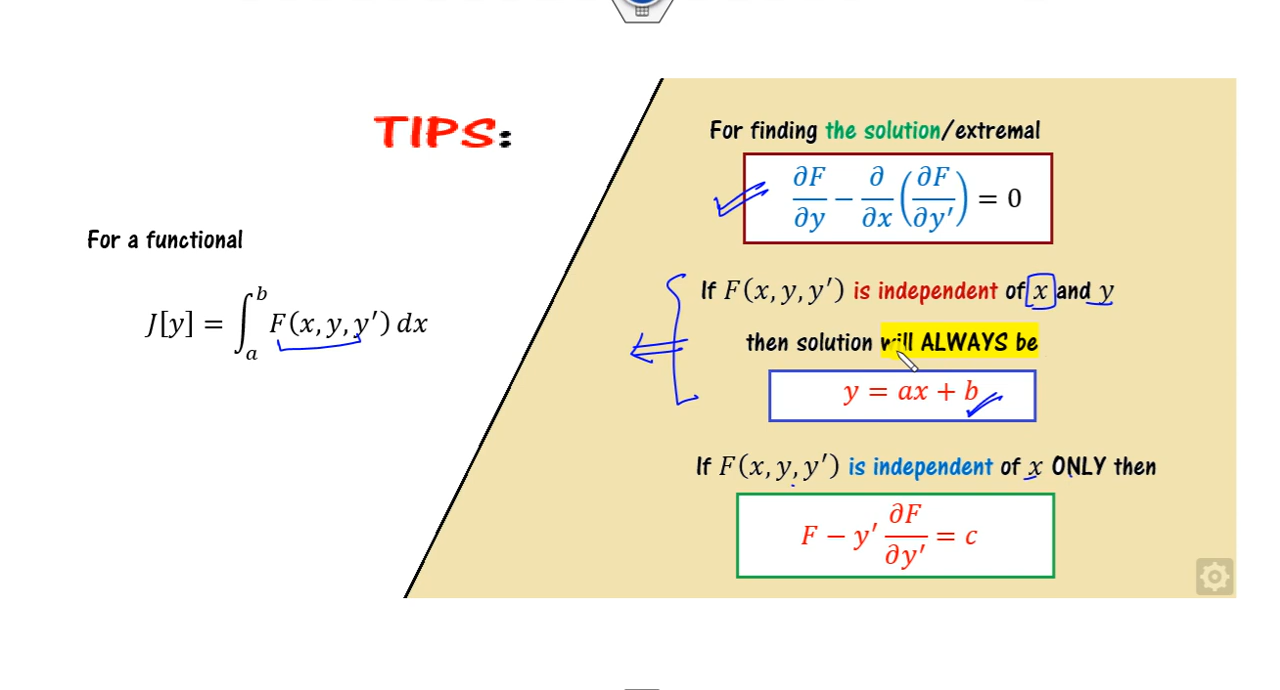 TIPS:
For a functional
J[y] = ∫_a^b F(x, y, y′) dx
For finding the solution/extremal
∂F/∂y − ∂/∂x (∂F/∂y′) = 0
If F(x, y, y′) is independent of x and y
then solution will ALWAYS be
y = ax + b
If F(x, y, y′) is independent of x ONLY then
F − y′ ∂F/∂y′ = c